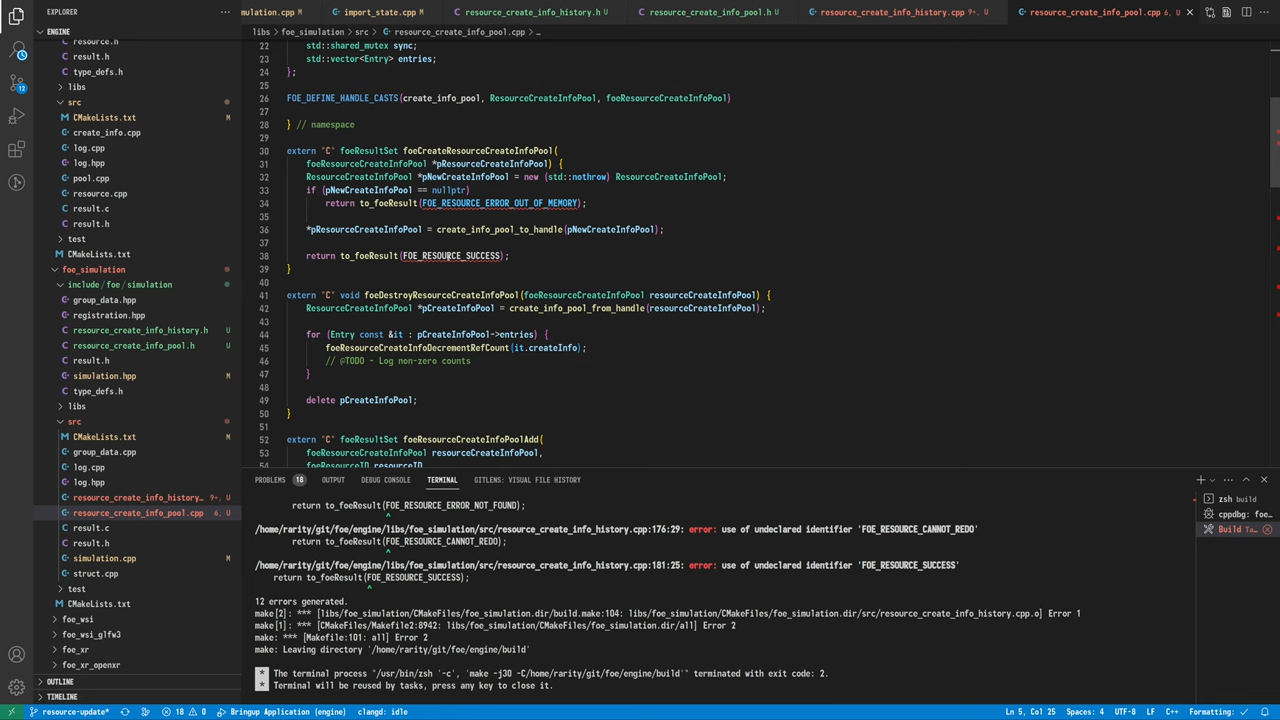 EXPLORER
mulation.cpp
import_state.cpp
resource_create_info_history.h U
resource_create_info_pool.h U
resource_create_info_history.cpp 9+, U
resource_create_info_pool.cpp 6, U
ENGINE
libs > foe_simulation > src > resource_create_info_pool.cpp > …
resource.h
result.h
type_defs.h
libs
src
CMakeLists.txt M
create_info.cpp
log.cpp
log.hpp
pool.cpp
resource.cpp
result.c
result.h
test
CMakeLists.txt
foe_simulation
include/foe/simulation
group_data.hpp
registration.hpp
resource_create_info_history.h U
resource_create_info_pool.h U
result.h
simulation.hpp M
type_defs.h
libs
src
CMakeLists.txt M
group_data.cpp
log.cpp
log.hpp
resource_create_info_history... 9+, U
resource_create_info_pool.cpp 6, U
result.c
result.h
simulation.cpp M
struct.cpp
test
CMakeLists.txt
foe_wsi
foe_wsi_glfw3
foe_xr
foe_xr_openxr
OUTLINE
TIMELINE
22 std::shared_mutex sync;
23 std::vector<Entry> entries;
24 };
25
26 FOE_DEFINE_HANDLE_CASTS(create_info_pool, ResourceCreateInfoPool, foeResourceCreateInfoPool)
27
28 } // namespace
29
30 extern "C" foeResultSet foeCreateResourceCreateInfoPool(
31 foeResourceCreateInfoPool *pResourceCreateInfoPool) {
32 ResourceCreateInfoPool *pNewCreateInfoPool = new (std::nothrow) ResourceCreateInfoPool;
33 if (pNewCreateInfoPool == nullptr)
34 return to_foeResult(FOE_RESOURCE_ERROR_OUT_OF_MEMORY);
35
36 *pResourceCreateInfoPool = create_info_pool_to_handle(pNewCreateInfoPool);
37
38 return to_foeResult(FOE_RESOURCE_SUCCESS);
39 }
40
41 extern "C" void foeDestroyResourceCreateInfoPool(foeResourceCreateInfoPool resourceCreateInfoPool) {
42 ResourceCreateInfoPool *pCreateInfoPool = create_info_pool_from_handle(resourceCreateInfoPool);
43
44 for (Entry const &it : pCreateInfoPool->entries) {
45 foeResourceCreateInfoDecrementRefCount(it.createInfo);
46 // @TODO - Log non-zero counts
47 }
48
49 delete pCreateInfoPool;
50 }
51
52 extern "C" foeResultSet foeResourceCreateInfoPoolAdd(
53 foeResourceCreateInfoPool resourceCreateInfoPool,
54 foeResourceID resourceID,
PROBLEMS 18 OUTPUT DEBUG CONSOLE TERMINAL GITLENS: VISUAL FILE HISTORY
return to_foeResult(FOE_RESOURCE_ERROR_NOT_FOUND);
^
/home/rarity/git/foe/engine/libs/foe_simulation/src/resource_create_info_history.cpp:176:29: error: use of undeclared identifier 'FOE_RESOURCE_CANNOT_REDO'
return to_foeResult(FOE_RESOURCE_CANNOT_REDO);
^
/home/rarity/git/foe/engine/libs/foe_simulation/src/resource_create_info_history.cpp:181:25: error: use of undeclared identifier 'FOE_RESOURCE_SUCCESS'
return to_foeResult(FOE_RESOURCE_SUCCESS);
^
12 errors generated.
make[2]: *** [libs/foe_simulation/CMakeFiles/foe_simulation.dir/build.make:104: libs/foe_simulation/CMakeFiles/foe_simulation.dir/src/resource_create_info_history.cpp.o] Error 1
make[1]: *** [CMakeFiles/Makefile2:8942: libs/foe_simulation/CMakeFiles/foe_simulation.dir/all] Error 2
make: *** [Makefile:101: all] Error 2
make: Leaving directory '/home/rarity/git/foe/engine/build'
* The terminal process "/usr/bin/zsh '-c', 'make -j30 -C/home/rarity/git/foe/engine/build'" terminated with exit code: 2.
* Terminal will be reused by tasks, press any key to close it.
zsh build
cppdbg: foe...
Build Ta...
12
resource-update* 18 0 Bringup Application (engine) clangd: idle Ln 5, Col 25 Spaces: 4 UTF-8 LF C++ Formatting: ✓